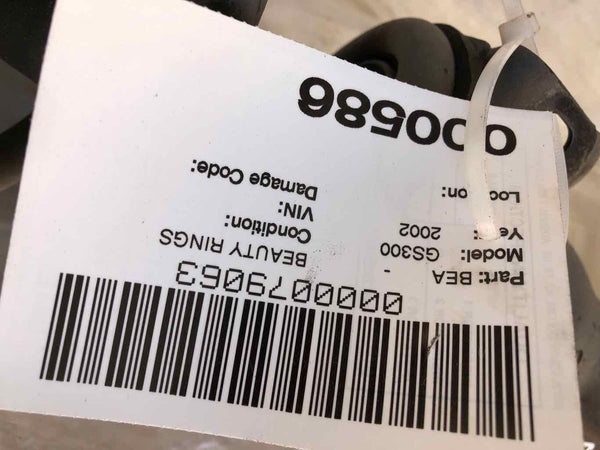 0000079063
Part: BEA - BEAUTY RINGS
Model: GS300 Condition:
Year: 2002 VIN:
Location: Damage Code:
000586